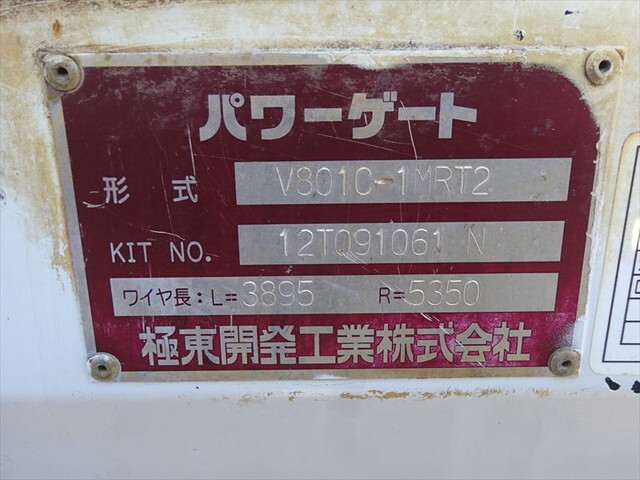 パワーゲート
形式 V801C-1MRT2
KIT NO. 12T091061 N
ワイヤ長：L=3895 R=5350
極東開発工業株式会社